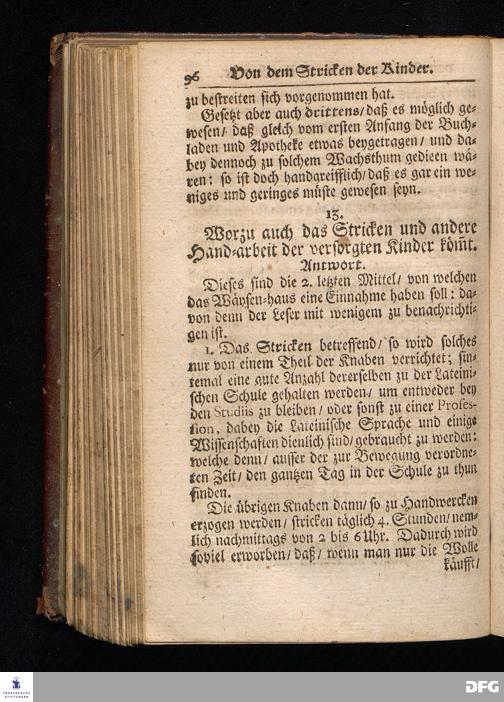 96 Von dem Stricken der Kinder.
zu bestreiten sich vorgenommen hat.
Gesetzt aber auch drittens/ daß es möglich ge-
wesen/ daß gleich vom ersten Anfang der Buch-
laden und Apotheke etwas beygetragen/ und da-
bey dennoch zu solchem Wachsthum gedieen wä-
ren: so ist doch handgreifflich/ daß es gar ein we-
niges und geringes müste gewesen seyn.
13.
Worzu auch das Stricken und andere
Hand-arbeit der versorgten Kinder kom̃t.
Antwort.
Dieses sind die 2. letzten Mittel/ von welchen
das Wäysen-haus eine Einnahme haben soll: da-
von denn der Leser mit wenigem zu benachrichti-
gen ist.
1. Das Stricken betreffend/ so wird solches
nur von einem Theil der Knaben verrichtet; sin-
temal eine gute Anzahl dererselben zu der Lateini-
schen Schule gehalten werden/ um entweder bey
den Studiis zu bleiben/ oder sonst zu einer Profes-
sion, dabey die Lateinische Sprache und einige
Wissenschaften dienlich sind/ gebraucht zu werden:
welche denn/ ausser der zur Bewegung verordne-
ten Zeit/ den gantzen Tag in der Schule zu thun
finden.
Die übrigen Knaben dann/ so zu Handwercken
erzogen werden/ stricken täglich 4. Stunden/ nem-
lich nachmittags von 2 bis 6 Uhr. Dadurch wird
soviel erworben/ daß/ wenn man nur die Wolle
käufft/
FRANCKESCHE
STIFTUNGEN
DFG